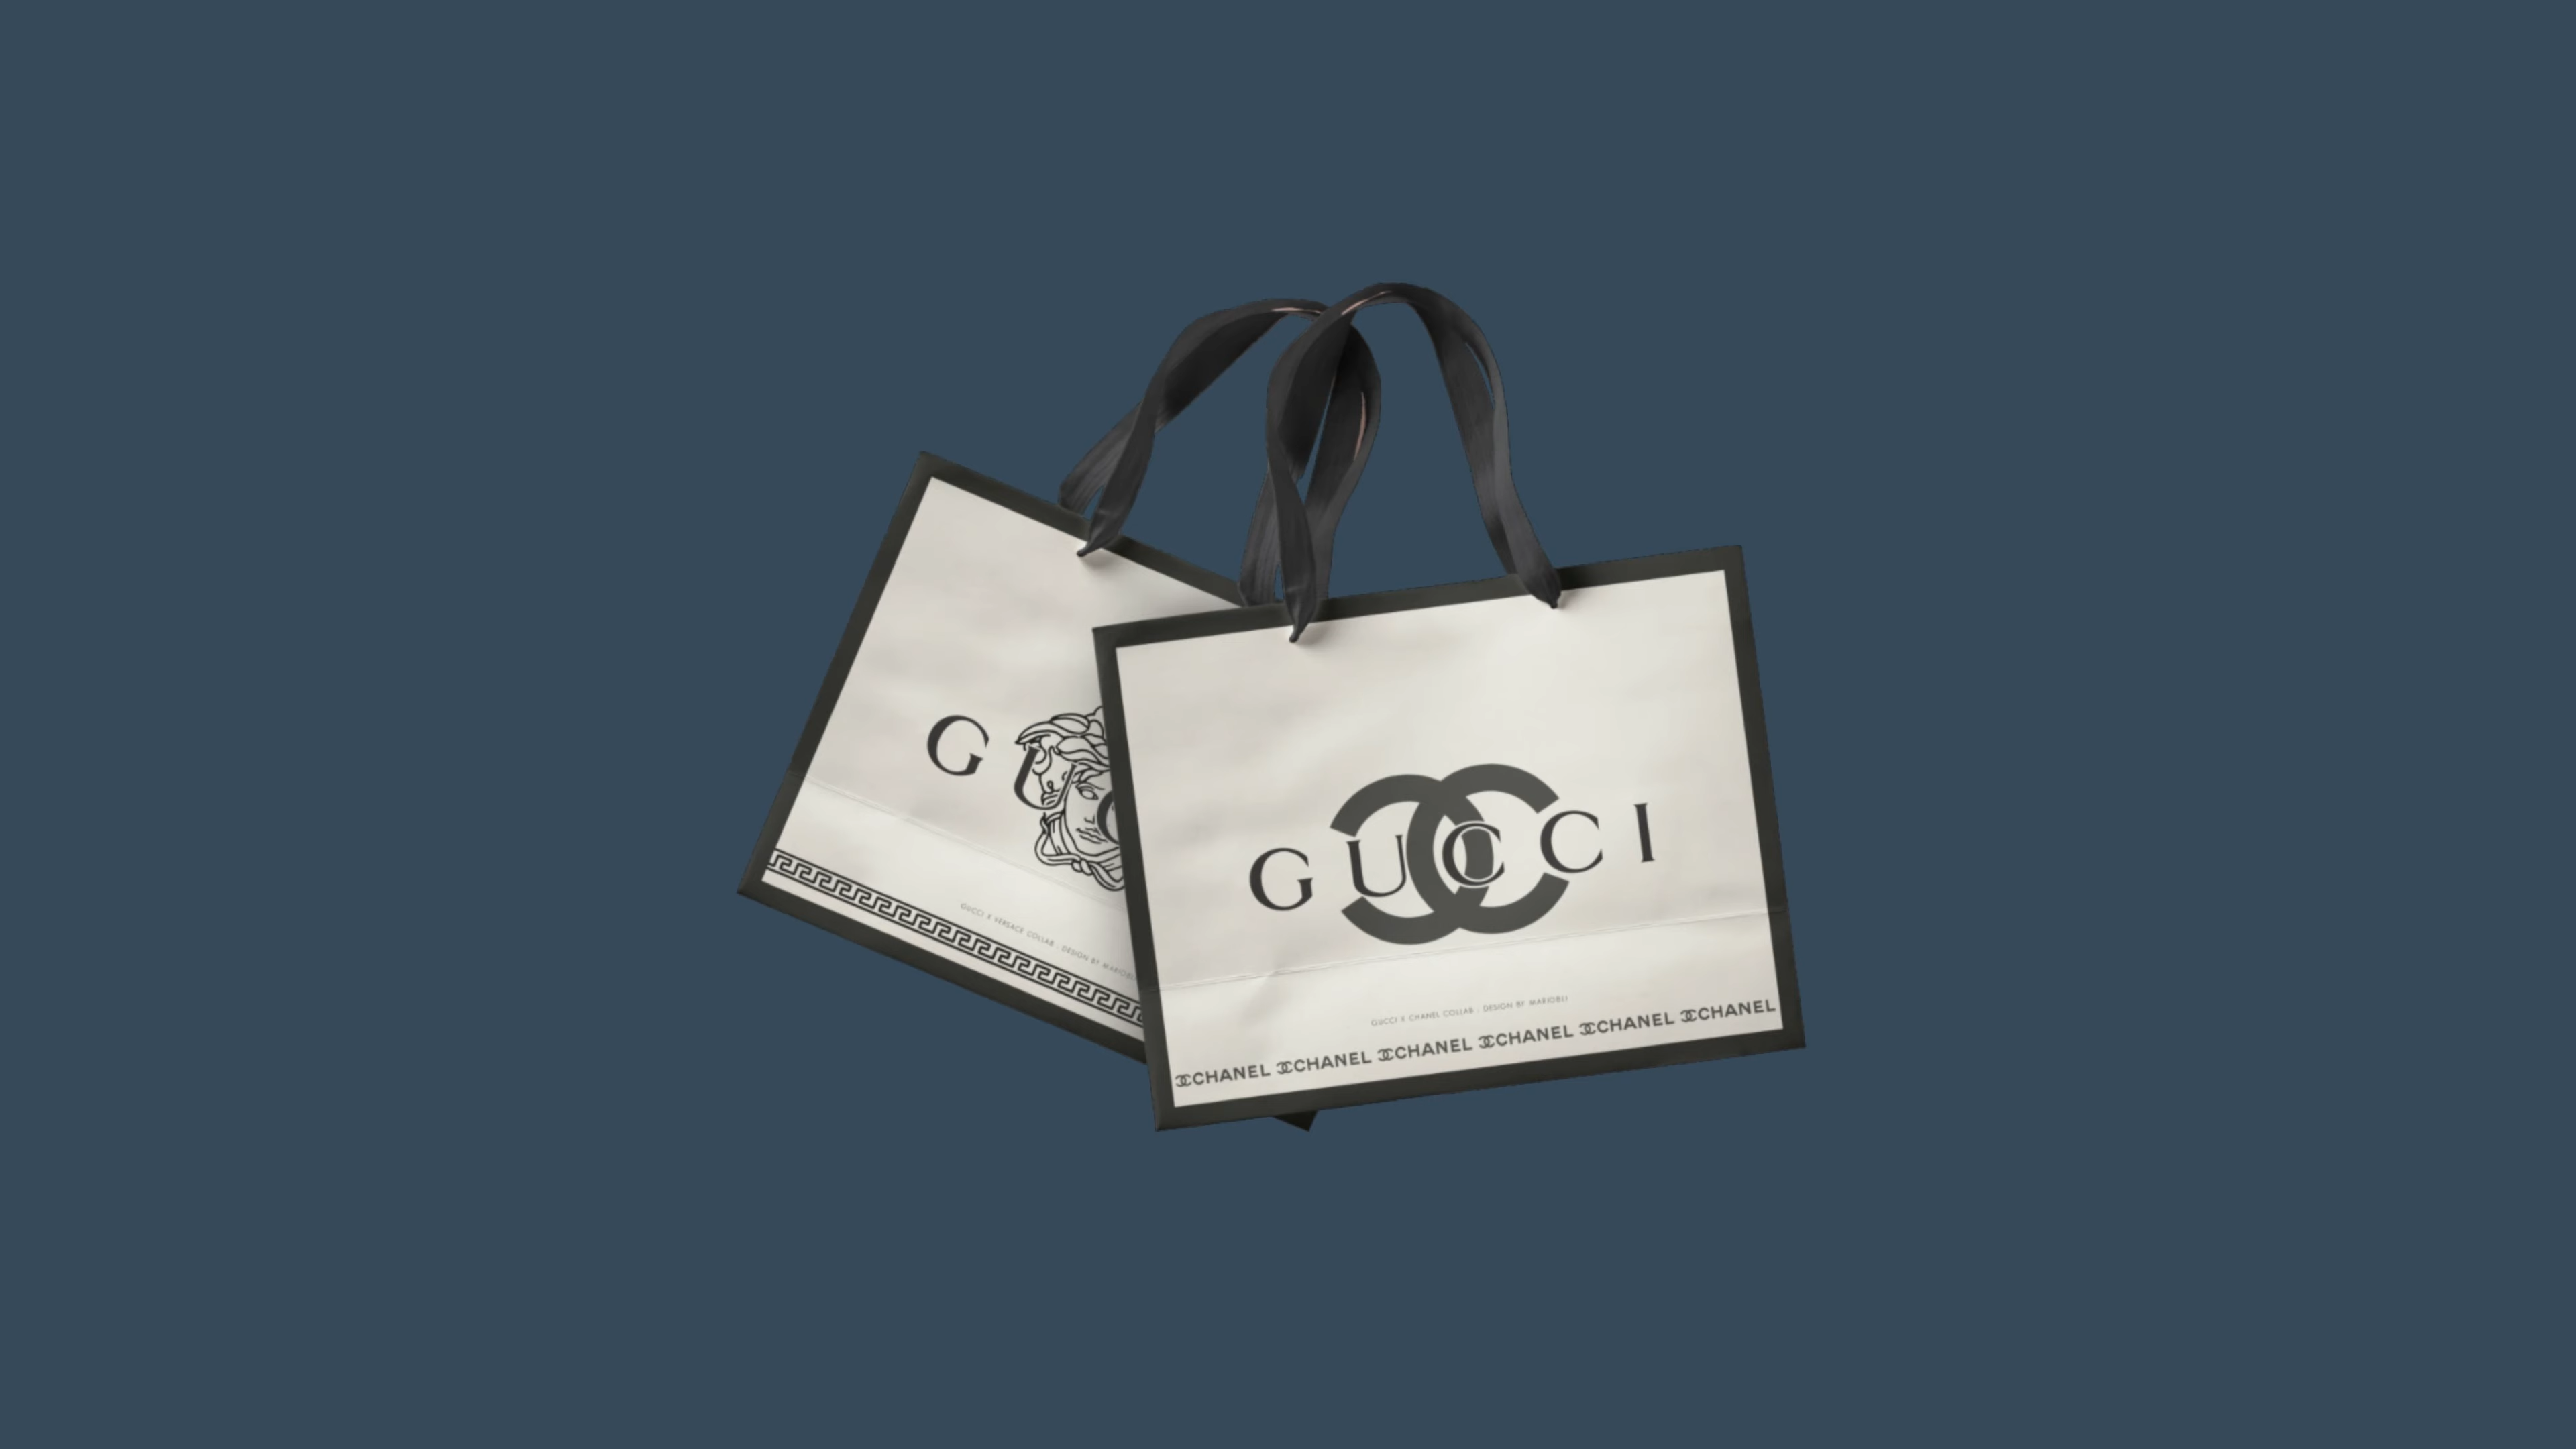 GUC
GUCCI X VERSACE COLLAB : DESIGN BY MARIOBLI
GUCCI
GUCCI X CHANEL COLLAB : DESIGN BY MARIOBLI
CHANEL CHANEL CHANEL CHANEL CHANEL CHANEL